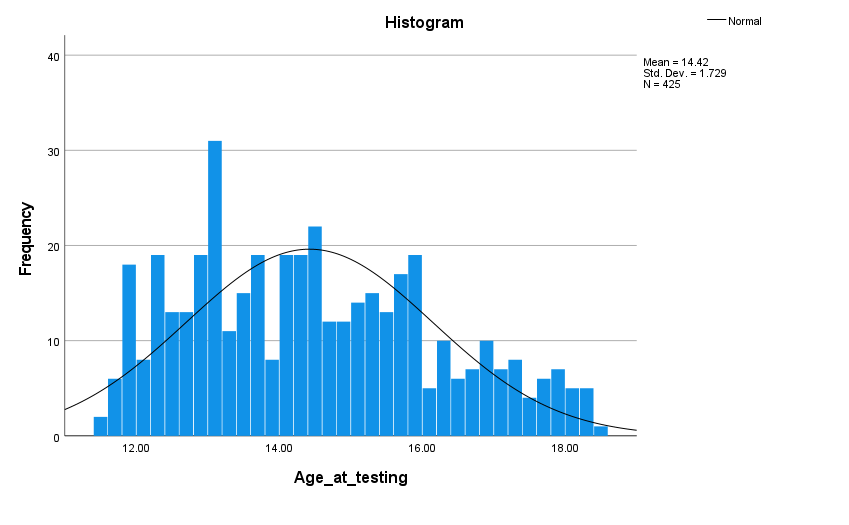 Histogram
Normal
Mean = 14.42
Std. Dev. = 1.729
N = 425
40
30
20
10
0
Frequency
12.00 14.00 16.00 18.00
Age_at_testing